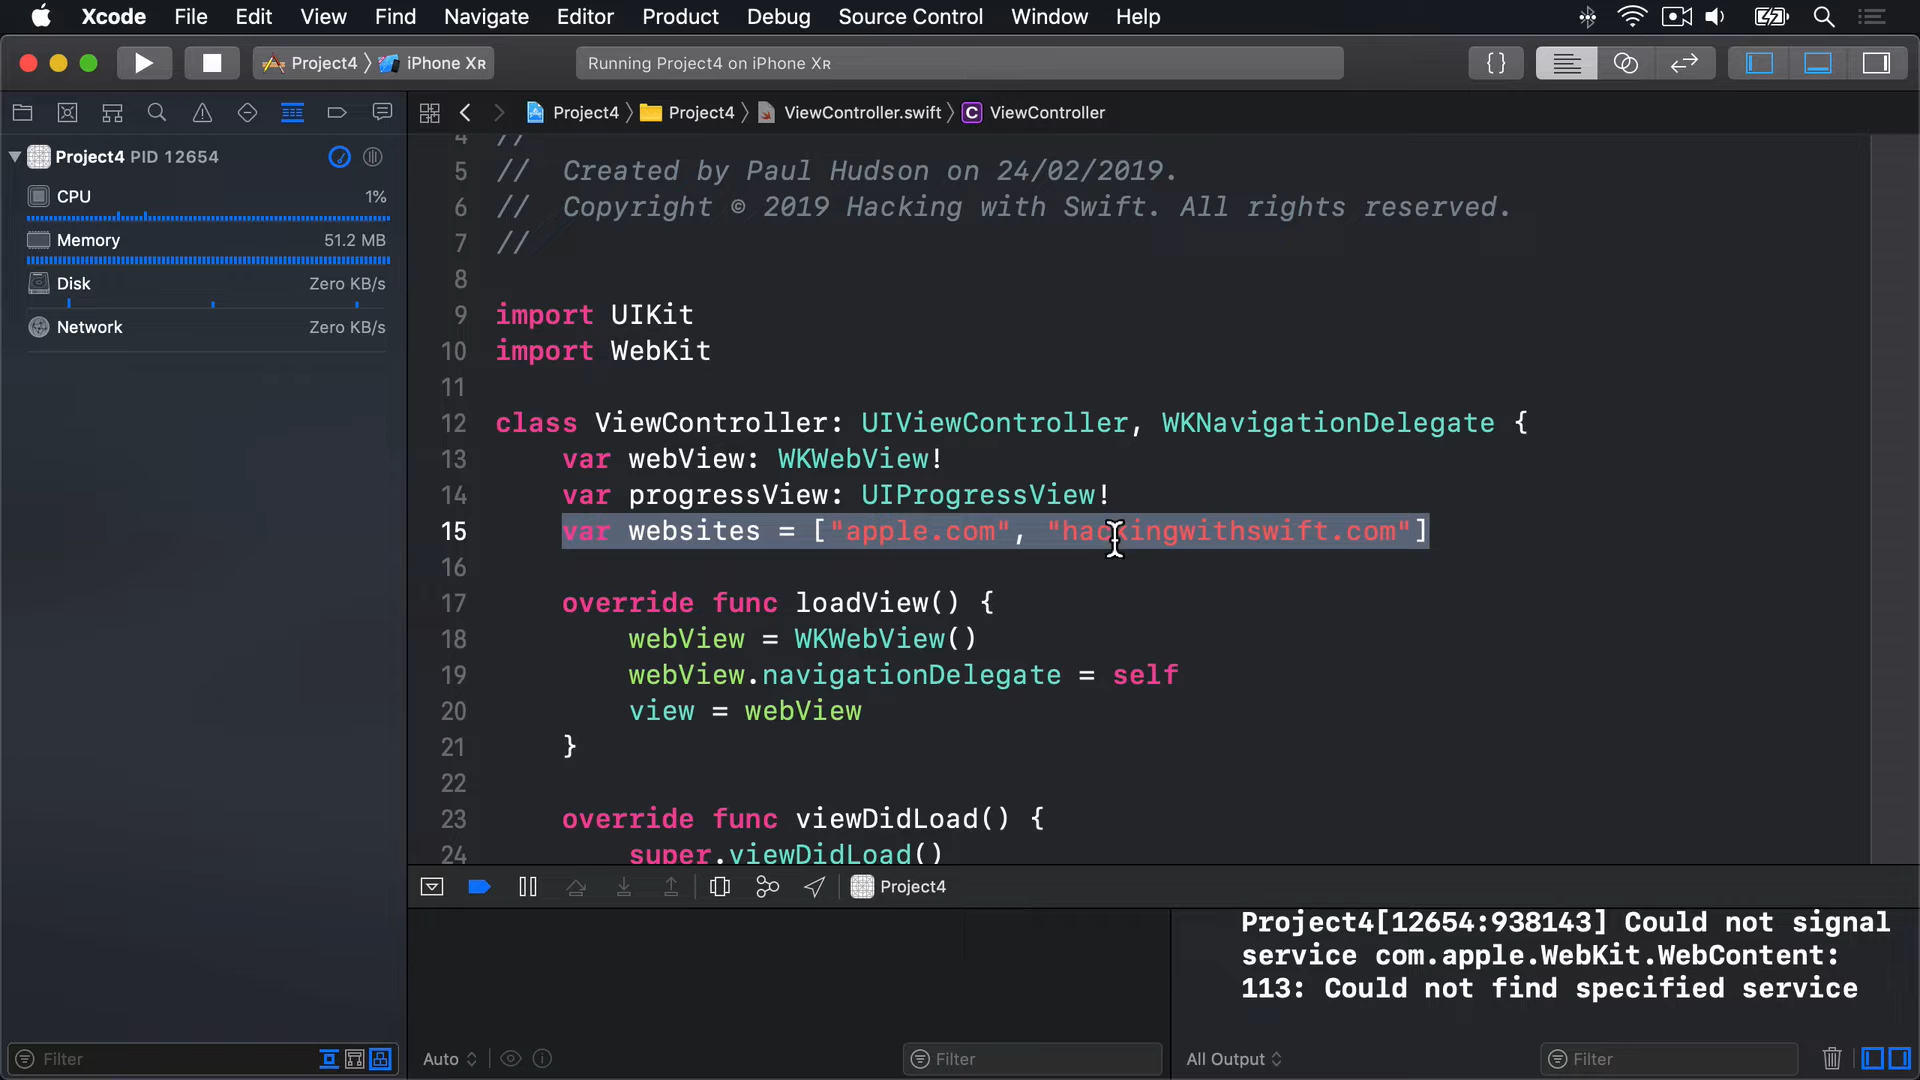 Xcode File Edit View Find Navigate Editor Product Debug Source Control Window Help
Project4 iPhone XR
Running Project4 on iPhone XR
Project4 Project4 ViewController.swift C ViewController
Project4 PID 12654
CPU 1%
Memory 51.2 MB
Disk Zero KB/s
Network Zero KB/s
4 //
5 // Created by Paul Hudson on 24/02/2019.
6 // Copyright © 2019 Hacking with Swift. All rights reserved.
7 //
8
9 import UIKit
10 import WebKit
11
12 class ViewController: UIViewController, WKNavigationDelegate {
13 var webView: WKWebView!
14 var progressView: UIProgressView!
15 var websites = ["apple.com", "hackingwithswift.com"]
16
17 override func loadView() {
18 webView = WKWebView()
19 webView.navigationDelegate = self
20 view = webView
21 }
22
23 override func viewDidLoad() {
24 super.viewDidLoad()
Project4
Project4[12654:938143] Could not signal
service com.apple.WebKit.WebContent:
113: Could not find specified service
Filter
Auto
Filter
All Output
Filter